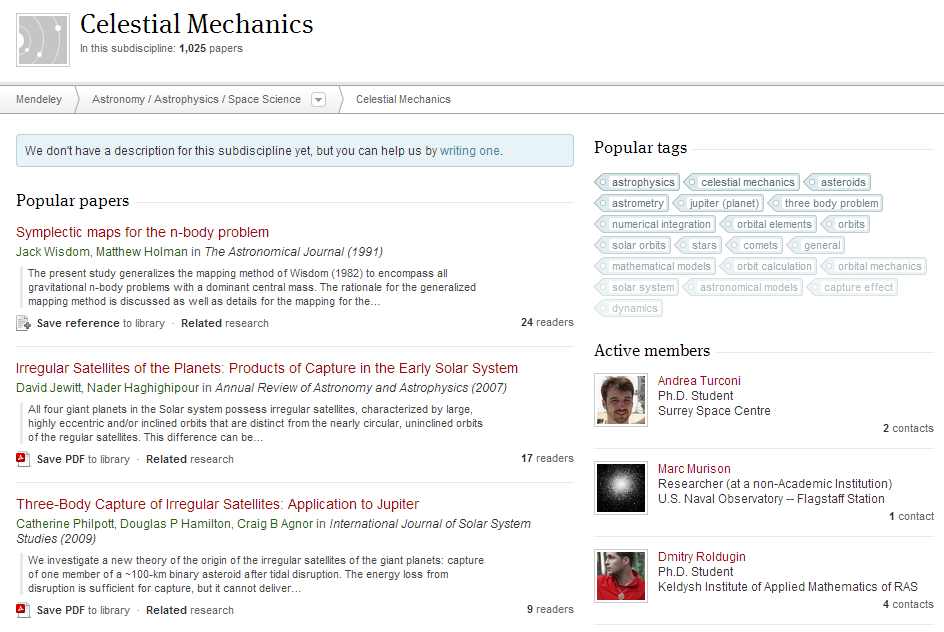 Celestial Mechanics
In this subdiscipline: 1,025 papers
Mendeley
Astronomy / Astrophysics / Space Science
Celestial Mechanics
We don't have a description for this subdiscipline yet, but you can help us by writing one.
Popular papers
Symplectic maps for the n-body problem
Jack Wisdom, Matthew Holman in The Astronomical Journal (1991)
The present study generalizes the mapping method of Wisdom (1982) to encompass all
gravitational n-body problems with a dominant central mass. The rationale for the generalized
mapping method is discussed as well as details for the mapping for the...
Save reference to library · Related research
24 readers
Irregular Satellites of the Planets: Products of Capture in the Early Solar System
David Jewitt, Nader Haghighipour in Annual Review of Astronomy and Astrophysics (2007)
All four giant planets in the Solar system possess irregular satellites, characterized by large,
highly eccentric and/or inclined orbits that are distinct from the nearly circular, uninclined orbits
of the regular satellites. This difference can be...
Save PDF to library · Related research
17 readers
Three-Body Capture of Irregular Satellites: Application to Jupiter
Catherine Philpott, Douglas P Hamilton, Craig B Agnor in International Journal of Solar System
Studies (2009)
We investigate a new theory of the origin of the irregular satellites of the giant planets: capture
of one member of a ~100-km binary asteroid after tidal disruption. The energy loss from
disruption is sufficient for capture, but it cannot deliver...
Save PDF to library · Related research
9 readers
Popular tags
astrophysics celestial mechanics asteroids
astrometry jupiter (planet) three body problem
numerical integration orbital elements orbits
solar orbits stars comets general
mathematical models orbit calculation orbital mechanics
solar system astronomical models capture effect
dynamics
Active members
Andrea Turconi
Ph.D. Student
Surrey Space Centre
2 contacts
Marc Murison
Researcher (at a non-Academic Institution)
U.S. Naval Observatory -- Flagstaff Station
1 contact
Dmitry Roldugin
Ph.D. Student
Keldysh Institute of Applied Mathematics of RAS
4 contacts